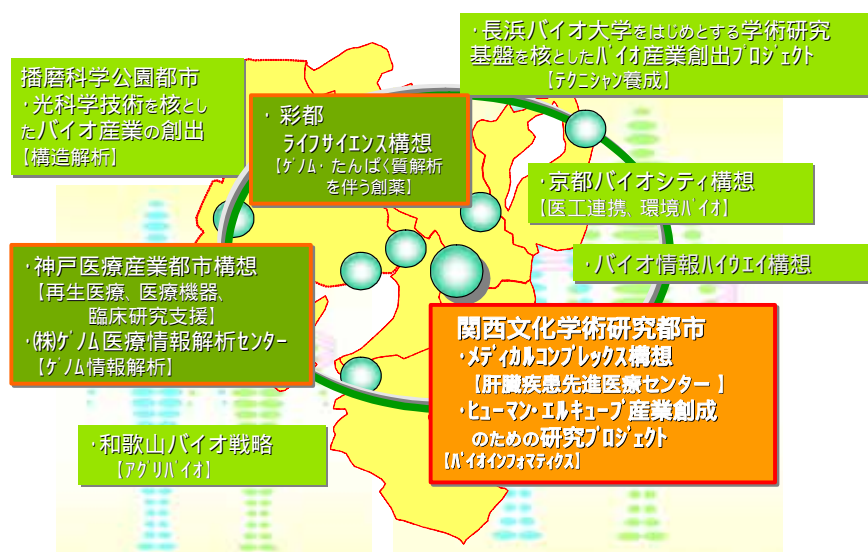 ・長浜バイオ大学をはじめとする学術研究
基盤を核としたﾊﾞｲｵ産業創出ﾌﾟﾛｼﾞｪｸﾄ
【ﾃｸﾆｼｬﾝ養成】
播磨科学公園都市
・光科学技術を核とし
たバイオ産業の創出
【構造解析】
・彩都
ﾗｲﾌｻｲｴﾝｽ構想
【ｹﾞﾉﾑ・たんぱく質解析
を伴う創薬】
・京都バイオシティ構想
【医工連携、環境ﾊﾞｲｵ】
・バイオ情報ﾊｲｳｴｲ構想
・神戸医療産業都市構想
【再生医療、医療機器、
臨床研究支援】
・㈱ｹﾞﾉﾑ医療情報解析ｾﾝﾀｰ
【ｹﾞﾉﾑ情報解析】
関西文化学術研究都市
・ﾒﾃﾞｨｶﾙｺﾝﾌﾟﾚｯｸｽ構想
【肝臓疾患先進医療センター 】
・ﾋｭｰﾏﾝ・ｴﾙｷｭｰﾌﾞ産業創成
のための研究ﾌﾟﾛｼﾞｪｸﾄ
【ﾊﾞｲｵｲﾝﾌｫﾏﾃｨｸｽ】
・和歌山バイオ戦略
【ｱｸﾞﾘﾊﾞｲｵ】